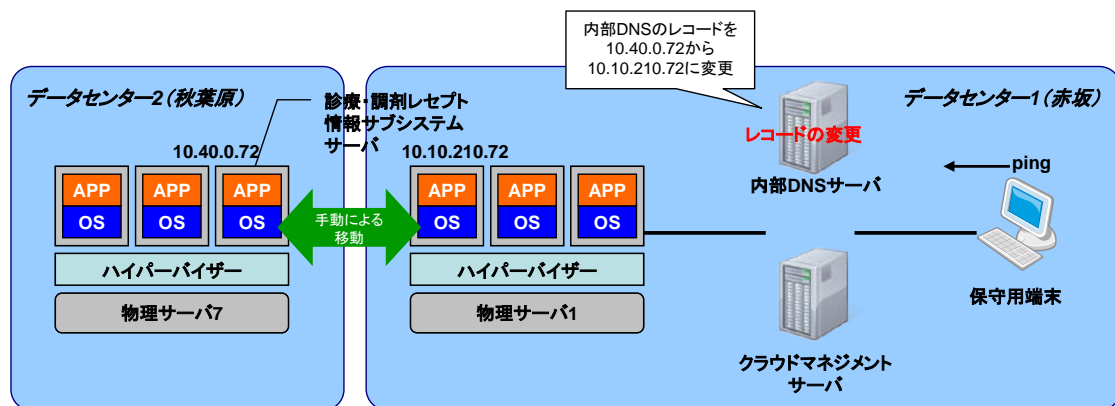 内部DNSのレコードを
10.40.0.72から
10.10.210.72に変更
データセンター2(秋葉原)
診療・調剤レセプト
情報サブシステム
サーバ
データセンター1(赤坂)
10.40.0.72
10.10.210.72
レコードの変更
内部DNSサーバ
ping
APP
APP
APP
OS
OS
OS
手動による
移動
APP
APP
APP
OS
OS
OS
ハイパーバイザー
ハイパーバイザー
物理サーバ7
物理サーバ1
保守用端末
クラウドマネジメント
サーバ